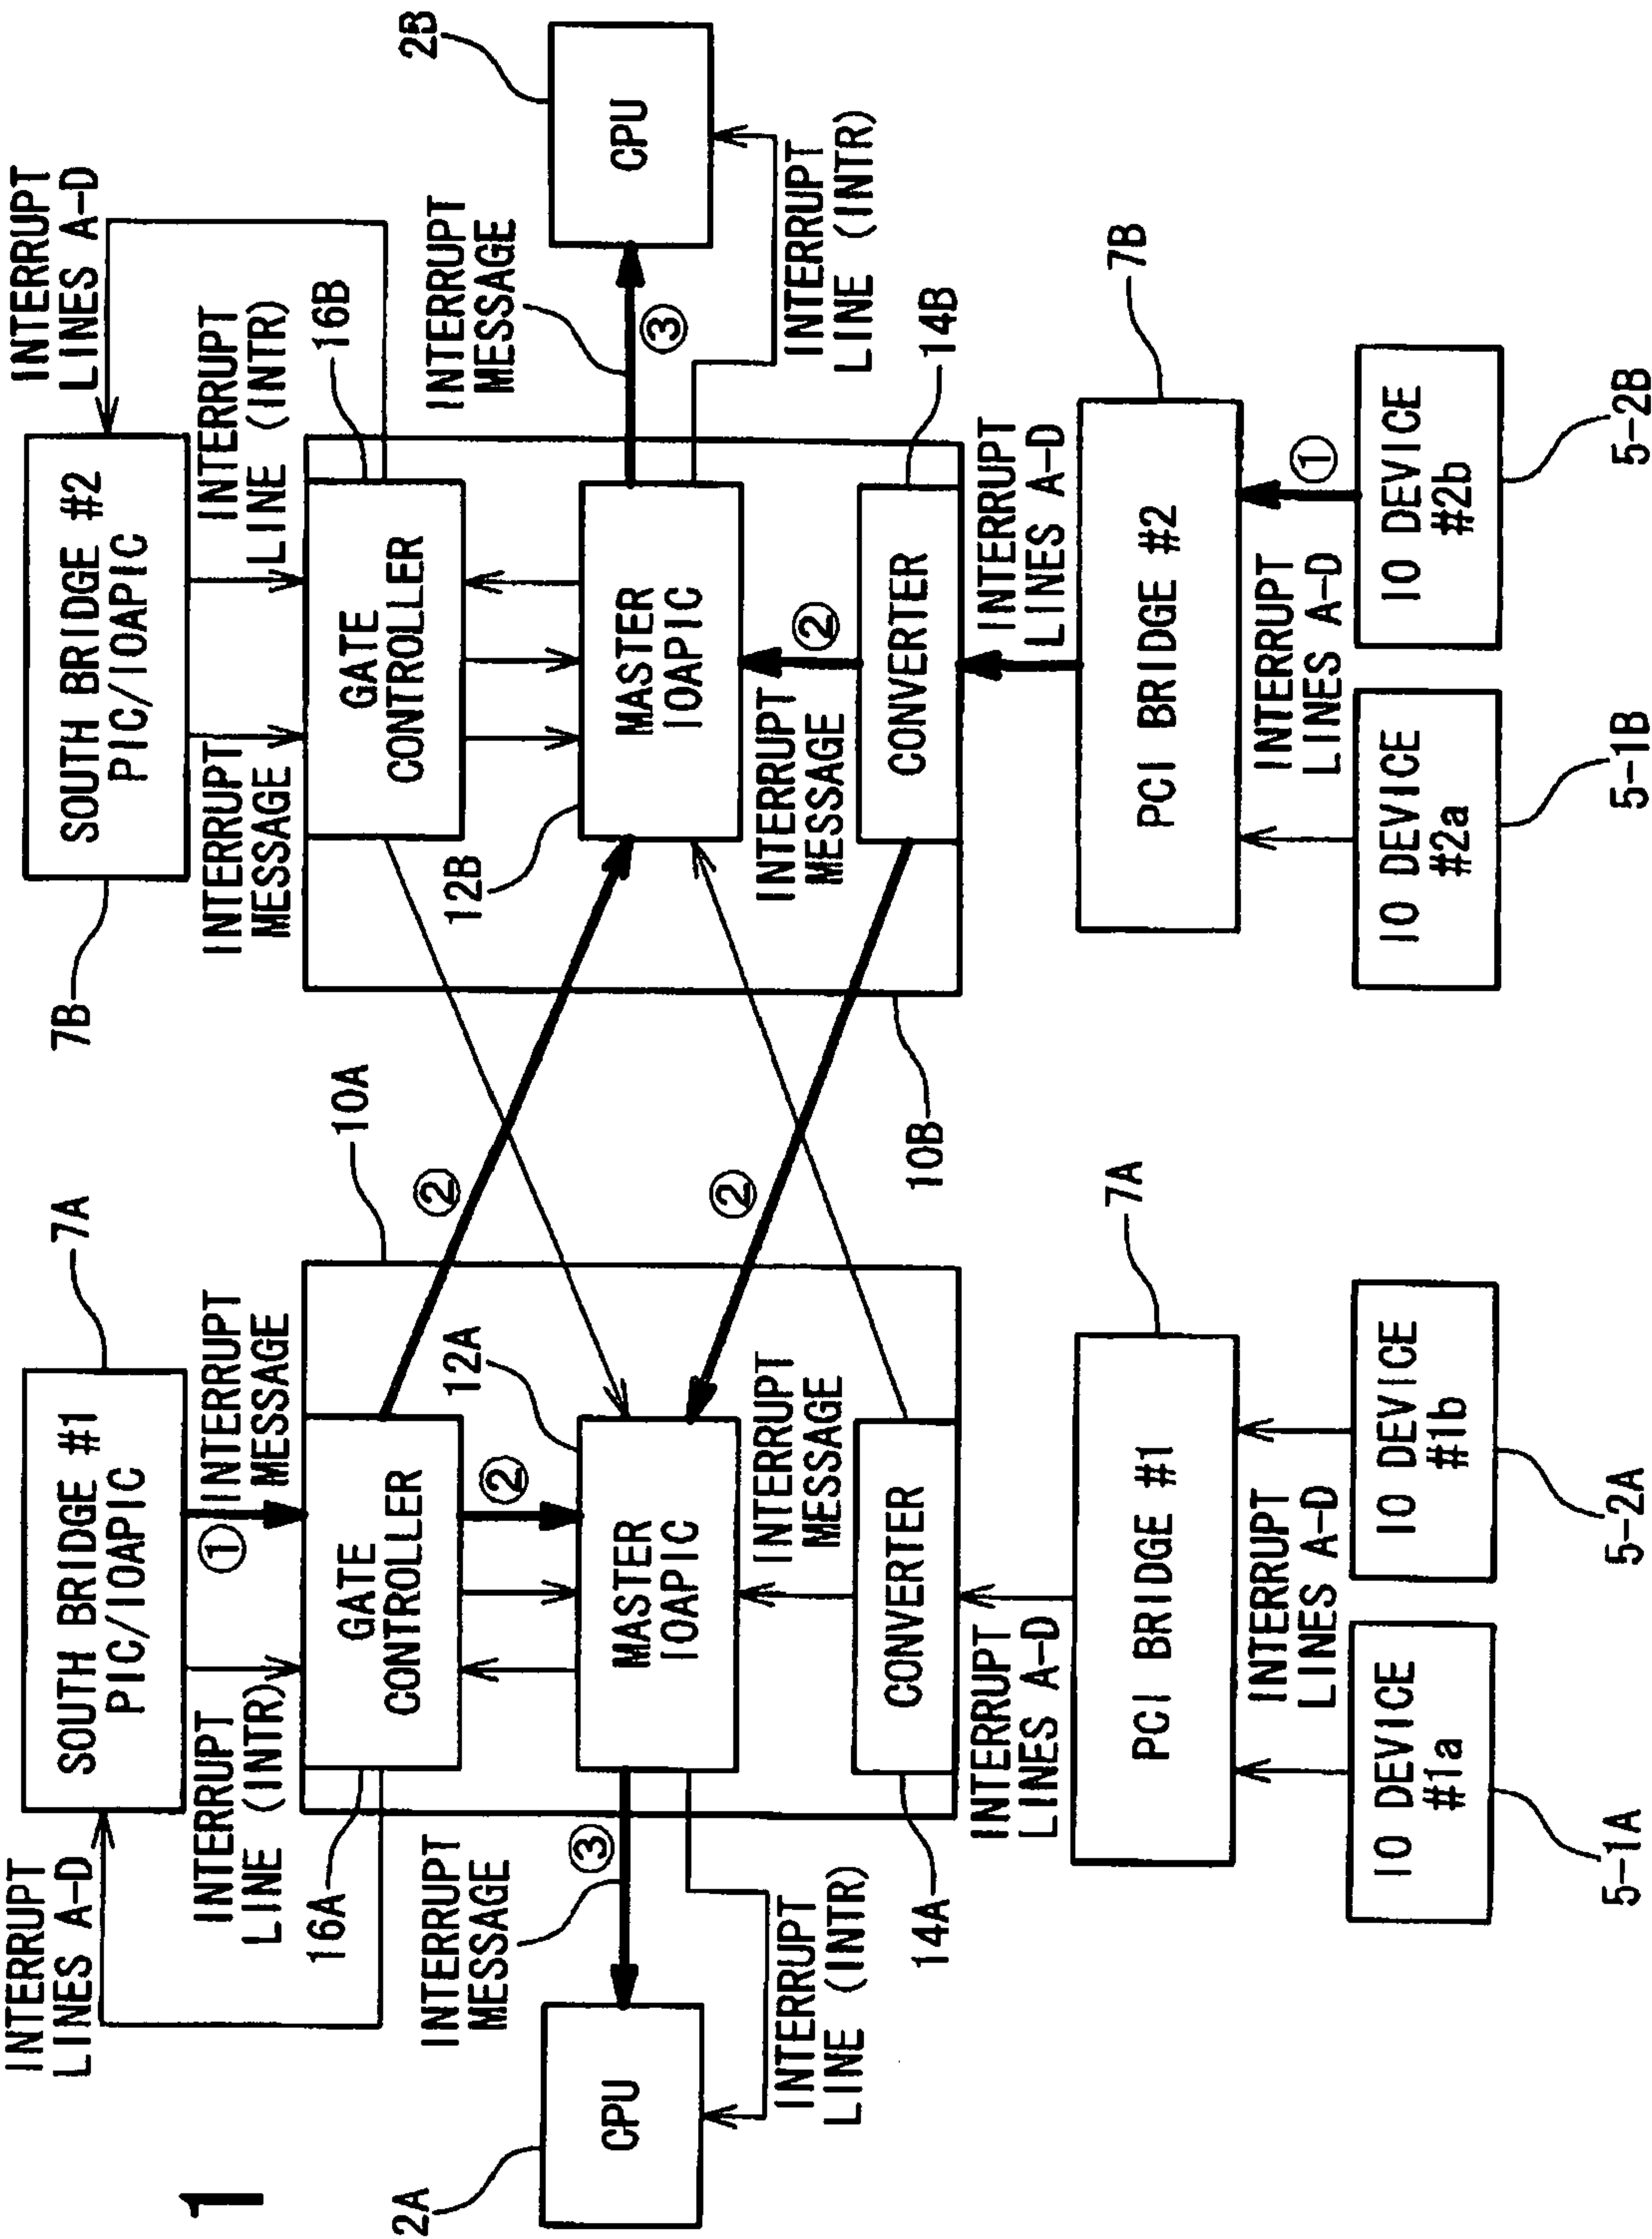 1
INTERRUPT
LINES A-D
SOUTH BRIDGE #1
PIC/IOAPIC
7A
INTERRUPT
LINE (INTR)
①
INTERRUPT
MESSAGE
16A
GATE
CONTROLLER
10A
②
②
12A
MASTER
IOAPIC
INTERRUPT
MESSAGE
③
2A
CPU
INTERRUPT
LINE (INTR)
INTERRUPT
MESSAGE
②
CONVERTER
14A
INTERRUPT
LINES A-D
PCI BRIDGE #1
7A
INTERRUPT
LINES A-D
IO DEVICE
#1a
5-1A
IO DEVICE
#1b
5-2A
7B
SOUTH BRIDGE #2
PIC/IOAPIC
INTERRUPT
LINES A-D
INTERRUPT
MESSAGE
INTERRUPT
LINE (INTR)
16B
GATE
CONTROLLER
12B
MASTER
IOAPIC
INTERRUPT
MESSAGE
③
CPU
2B
INTERRUPT
LINE (INTR)
INTERRUPT
MESSAGE
②
CONVERTER
14B
10B
INTERRUPT
LINES A-D
PCI BRIDGE #2
7B
INTERRUPT
LINES A-D
①
IO DEVICE
#2a
5-1B
IO DEVICE
#2b
5-2B